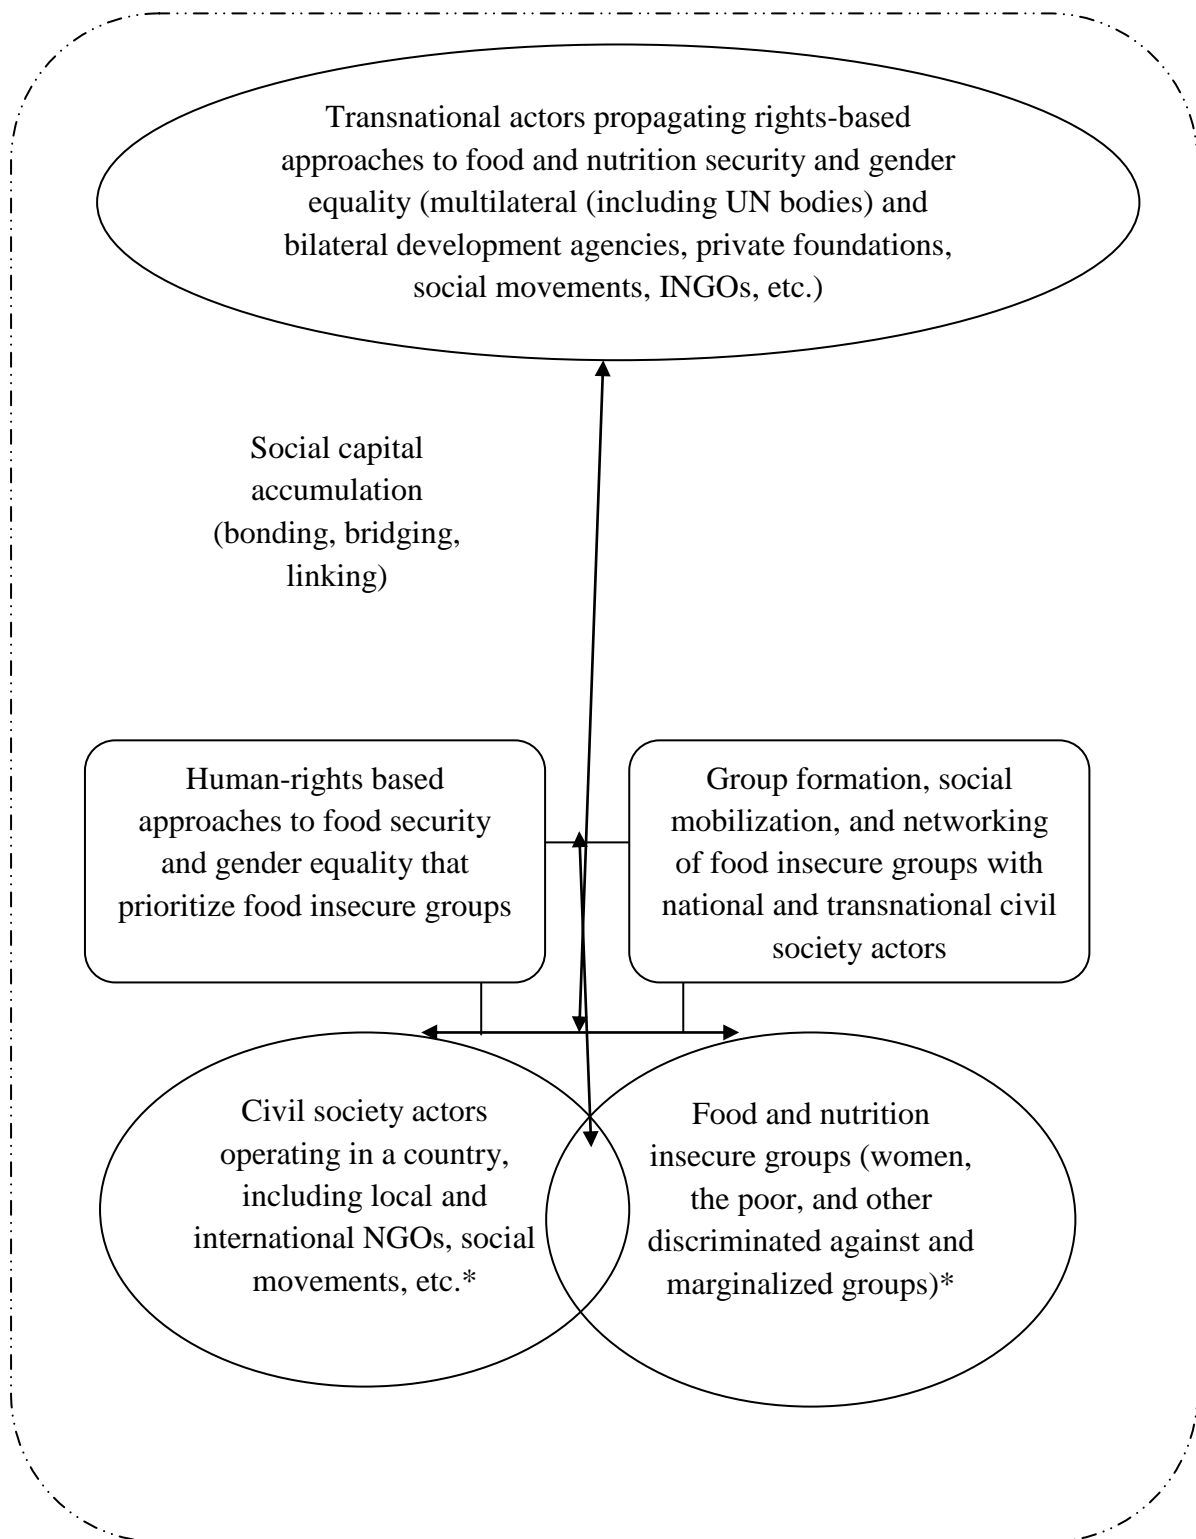 Transnational actors propagating rights-based
approaches to food and nutrition security and gender
equality (multilateral (including UN bodies) and
bilateral development agencies, private foundations,
social movements, INGOs, etc.)
Social capital
accumulation
(bonding, bridging,
linking)
Human-rights based
approaches to food security
and gender equality that
prioritize food insecure groups
Group formation, social
mobilization, and networking
of food insecure groups with
national and transnational civil
society actors
Civil society actors
operating in a country,
including local and
international NGOs, social
movements, etc.*
Food and nutrition
insecure groups (women,
the poor, and other
discriminated against and
marginalized groups)*